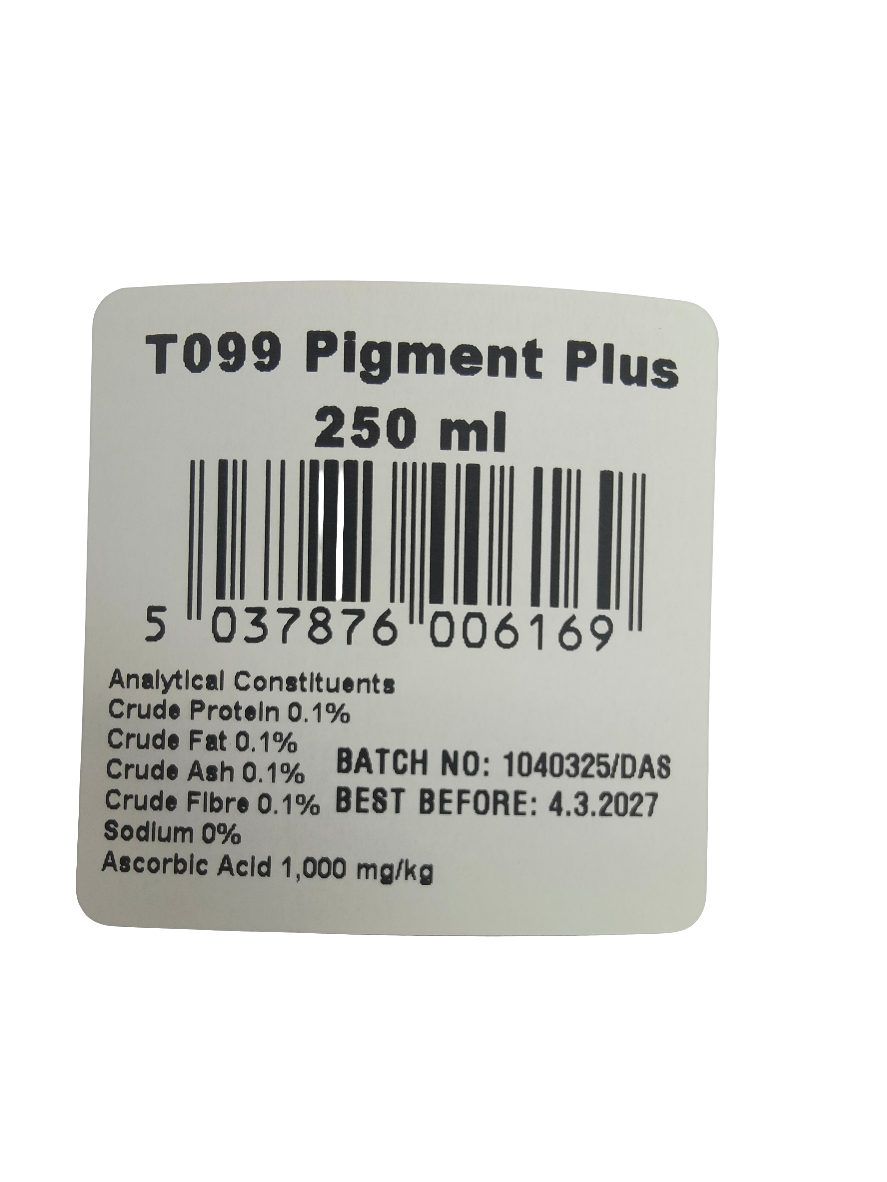 T099 Pigment Plus
250 ml
5 037876 006169
Analytical Constituents
Crude Protein 0.1%
Crude Fat 0.1%
Crude Ash 0.1%
Crude Fibre 0.1%
Sodium 0%
Ascorbic Acid 1,000 mg/kg
BATCH NO: 1040325/DAS
BEST BEFORE: 4.3.2027